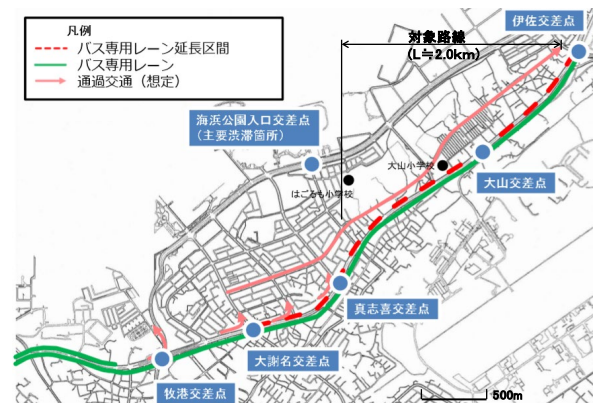 凡例
バス専用レーン延長区間
バス専用レーン
通過交通（想定）
対象路線
(L≒2.0km)
伊佐交差点
海浜公園入口交差点
（主要渋滞箇所）
大山小学校
はごろも小学校
大山交差点
真志喜交差点
大謝名交差点
牧港交差点
500m